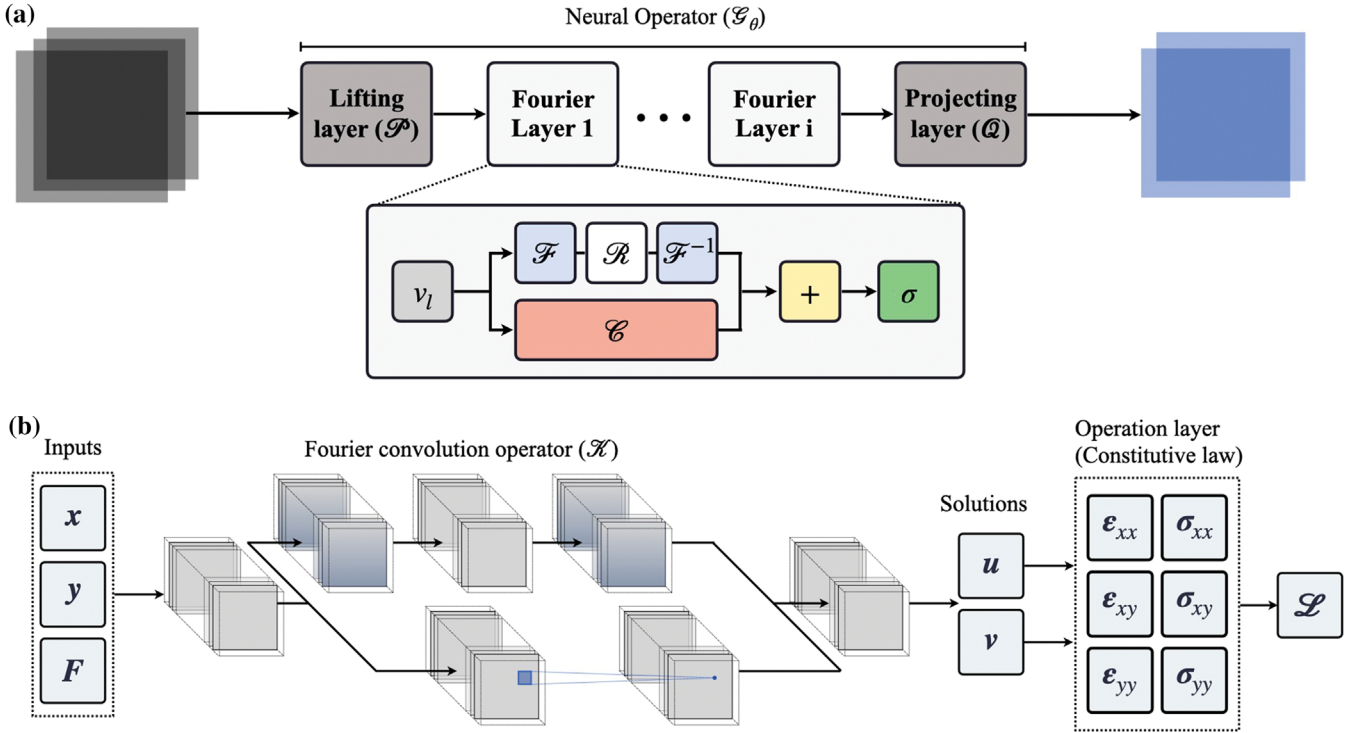 (a)
Neural Operator (𝒢θ)
Lifting
layer (𝒫)
Fourier
Layer 1
• • •
Fourier
Layer i
Projecting
layer (𝒬)
vl
ℱ
ℛ
ℱ−1
𝒞
+
σ
(b)
Inputs
Fourier convolution operator (𝒦)
Operation layer
(Constitutive law)
Solutions
x
y
F
u
v
εxx
σxx
εxy
σxy
εyy
σyy
ℒ